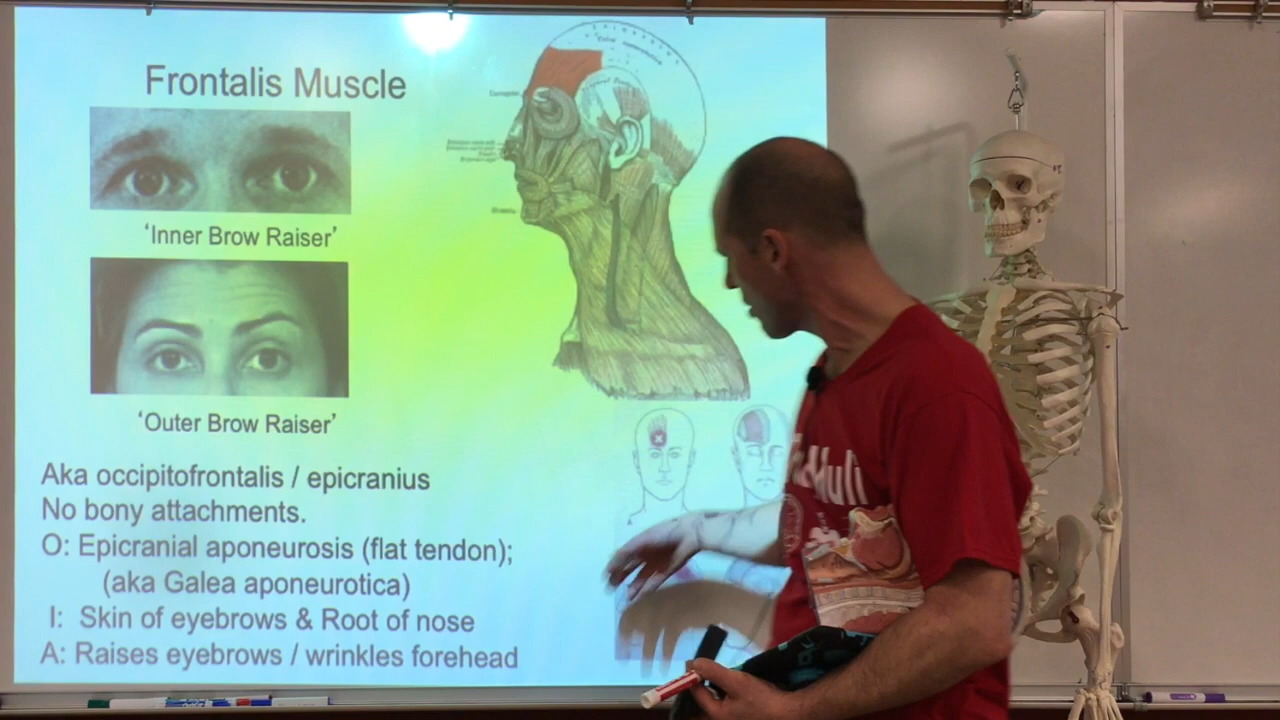 Frontalis Muscle
'Inner Brow Raiser'
'Outer Brow Raiser'
Aka occipitofrontalis / epicranius
No bony attachments.
O: Epicranial aponeurosis (flat tendon);
(aka Galea aponeurotica)
I: Skin of eyebrows & Root of nose
A: Raises eyebrows / wrinkles forehead